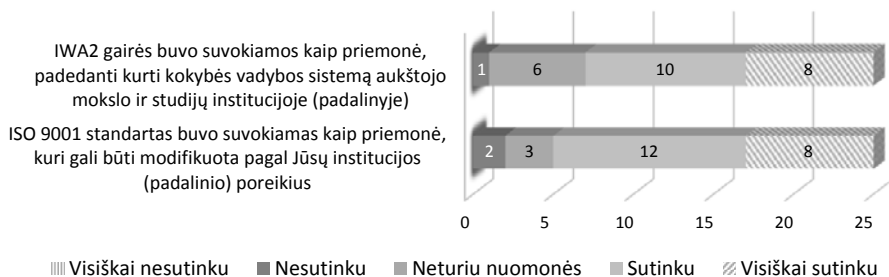 IWA2 gairės buvo suvokiamos kaip priemonė,
padedanti kurti kokybės vadybos sistemą aukštojo
mokslo ir studijų institucijoje (padalinyje)
1 6 10 8
ISO 9001 standartas buvo suvokiamas kaip priemonė,
kuri gali būti modifikuota pagal Jūsų institucijos
(padalinio) poreikius
2 3 12 8
0 5 10 15 20 25
Visiškai nesutinku Nesutinku Neturiu nuomonės Sutinku Visiškai sutinku